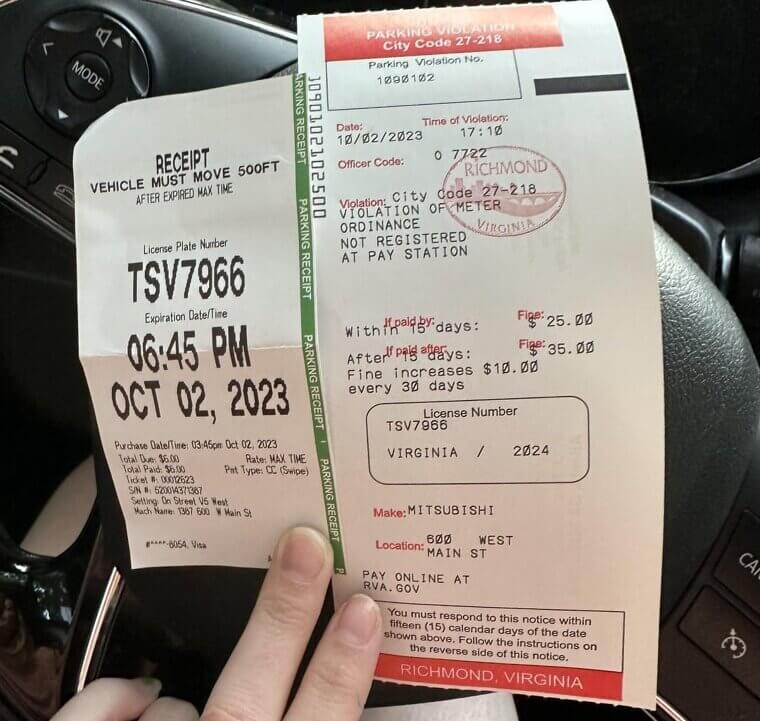 MODE
RECEIPT
VEHICLE MUST MOVE 500FT
AFTER EXPIRED MAX TIME
License Plate Number
TSV7966
Expiration Date/Time
06:45 PM
OCT 02, 2023
Purchase Date/Time: 03:45pm Oct 02, 2023
Total Due: $6.00 Rate: MAX TIME
Total Paid: $6.00 Pmt Type: CC (Swipe)
Ticket #: 00012623
S/N #: 520014371387
Setting: On Street V5 West
Mach Name: 1387 600 W Main St
#****-8054, Visa
PARKING RECEIPT
PARKING RECEIPT
PARKING RECEIPT
PARKING RECEIPT
PARKING VIOLATION
City Code 27-218
Parking Violation No.
1090102
109010210250 0
Date: Time of Violation:
10/02/2023 17:10
Officer Code: O 7722
RICHMOND
VIRGINIA
Violation: City Code 27-218
VIOLATION OF METER
ORDINANCE
NOT REGISTERED
AT PAY STATION
If paid by: Fine:
Within 15 days: $ 25.00
If paid after: Fine:
After 15 days: $ 35.00
Fine increases $10.00
every 30 days
License Number
TSV7966
VIRGINIA / 2024
Make: MITSUBISHI
Location: 600 WEST
MAIN ST
PAY ONLINE AT
RVA.GOV
You must respond to this notice within
fifteen (15) calendar days of the date
shown above. Follow the instructions on
the reverse side of this notice.
RICHMOND, VIRGINIA